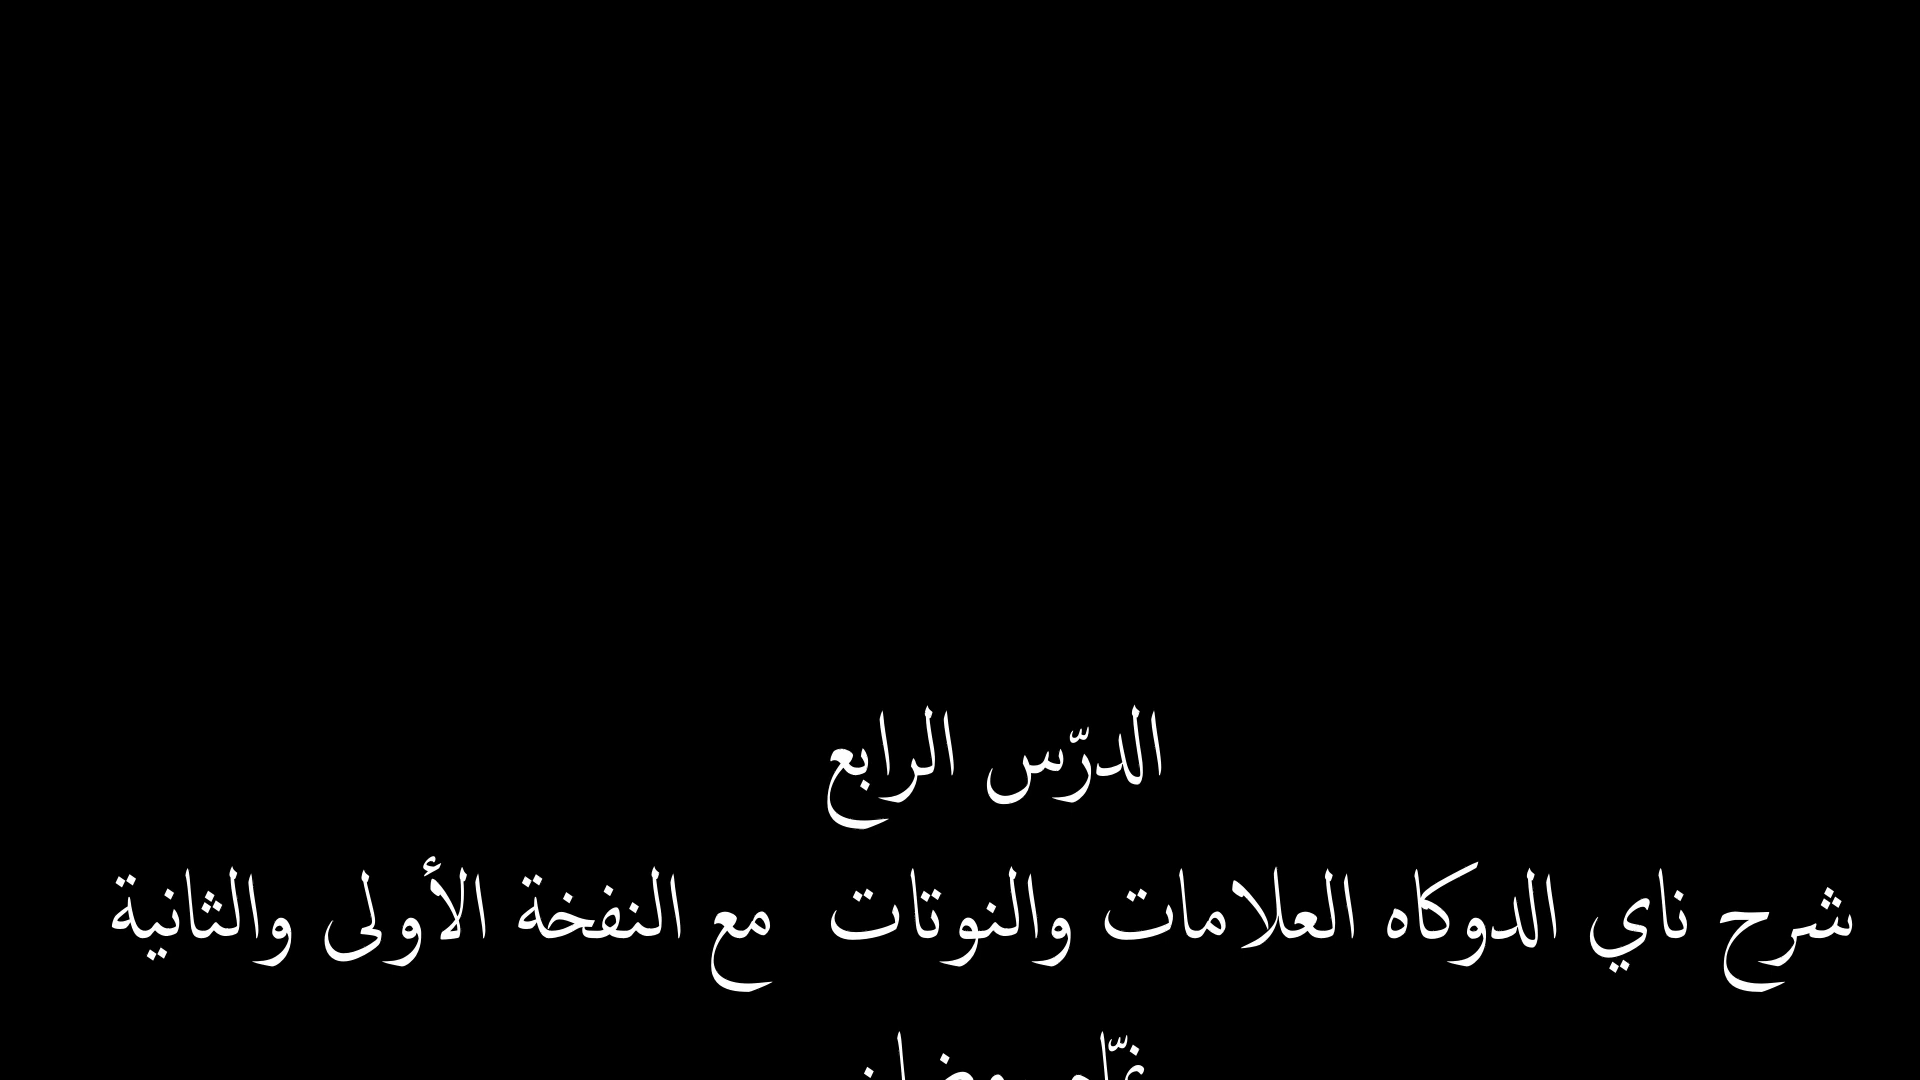 الدرّس الرابع
شرح ناي الدوكاه العلامات والنوتات مع النفخة الأولى والثانية